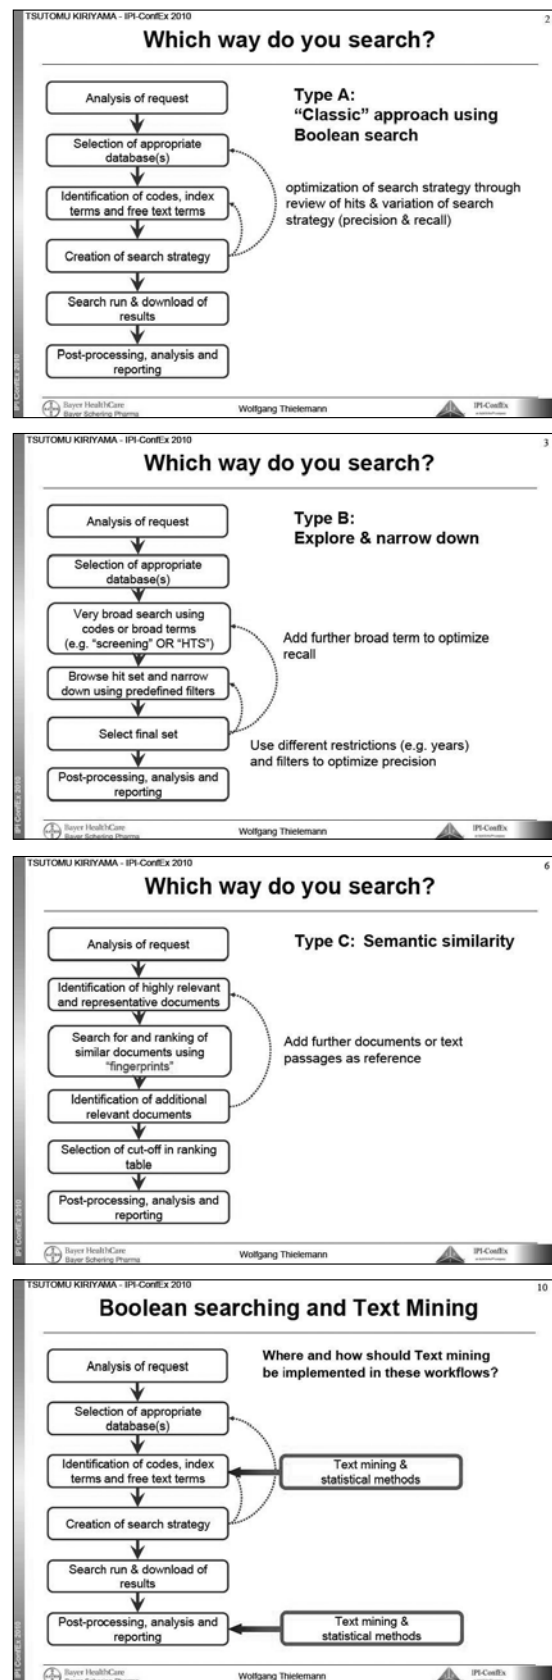 TSUTOMU KIRIYAMA - IPI-ConfEx 2010
2
Which way do you search?
Analysis of request
Selection of appropriate
database(s)
Identification of codes, index
terms and free text terms
Creation of search strategy
Search run & download of
results
Post-processing, analysis and
reporting
Type A:
“Classic” approach using
Boolean search
optimization of search strategy through
review of hits & variation of search
strategy (precision & recall)
IPI ConfEx 2010
Bayer HealthCare
Bayer Schering Pharma
Wolfgang Thielemann
IPI-ConfEx
TSUTOMU KIRIYAMA - IPI-ConfEx 2010
3
Which way do you search?
Analysis of request
Selection of appropriate
database(s)
Very broad search using
codes or broad terms
(e.g. “screening” OR “HTS”)
Browse hit set and narrow
down using predefined filters
Select final set
Post-processing, analysis and
reporting
Type B:
Explore & narrow down
Add further broad term to optimize
recall
Use different restrictions (e.g. years)
and filters to optimize precision
IPI ConfEx 2010
Bayer HealthCare
Bayer Schering Pharma
Wolfgang Thielemann
IPI-ConfEx
TSUTOMU KIRIYAMA - IPI-ConfEx 2010
6
Which way do you search?
Analysis of request
Identification of highly relevant
and representative documents
Search for and ranking of
similar documents using
“fingerprints”
Identification of additional
relevant documents
Selection of cut-off in ranking
table
Post-processing, analysis and
reporting
Type C: Semantic similarity
Add further documents or text
passages as reference
IPI ConfEx 2010
Bayer HealthCare
Bayer Schering Pharma
Wolfgang Thielemann
IPI-ConfEx
TSUTOMU KIRIYAMA - IPI-ConfEx 2010
10
Boolean searching and Text Mining
Analysis of request
Selection of appropriate
database(s)
Identification of codes, index
terms and free text terms
Creation of search strategy
Search run & download of
results
Post-processing, analysis and
reporting
Where and how should Text mining
be implemented in these workflows?
Text mining &
statistical methods
Text mining &
statistical methods
IPI ConfEx 2010
Bayer HealthCare
Bayer Schering Pharma
Wolfgang Thielemann
IPI-ConfEx